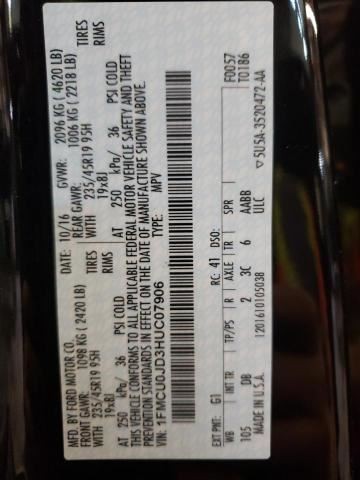 MFD. BY FORD MOTOR CO.
DATE: 10/16 GVWR: 2096 KG ( 4620 LB)
FRONT GAWR: 1098 KG ( 2420 LB) REAR GAWR: 1006 KG ( 2218 LB)
WITH 235/45R19 95H TIRES WITH 235/45R19 95H TIRES
19x8J RIMS 19x8J RIMS
AT 250 kPa/ 36 PSI COLD AT 250 kPa/ 36 PSI COLD
THIS VEHICLE CONFORMS TO ALL APPLICABLE FEDERAL MOTOR VEHICLE SAFETY AND THEFT
PREVENTION STANDARDS IN EFFECT ON THE DATE OF MANUFACTURE SHOWN ABOVE.
1FMCU0JD3HUC07906 TYPE: MPV
F0057
T0186
EXT PNT: G1 RC: 41 DSO:
WB INT TR TP/PS R AXLE TR SPR
105 DB 2 3C 6 AABB
ULC
MADE IN U.S.A. 1201610105038
5U5A-3520472-AA